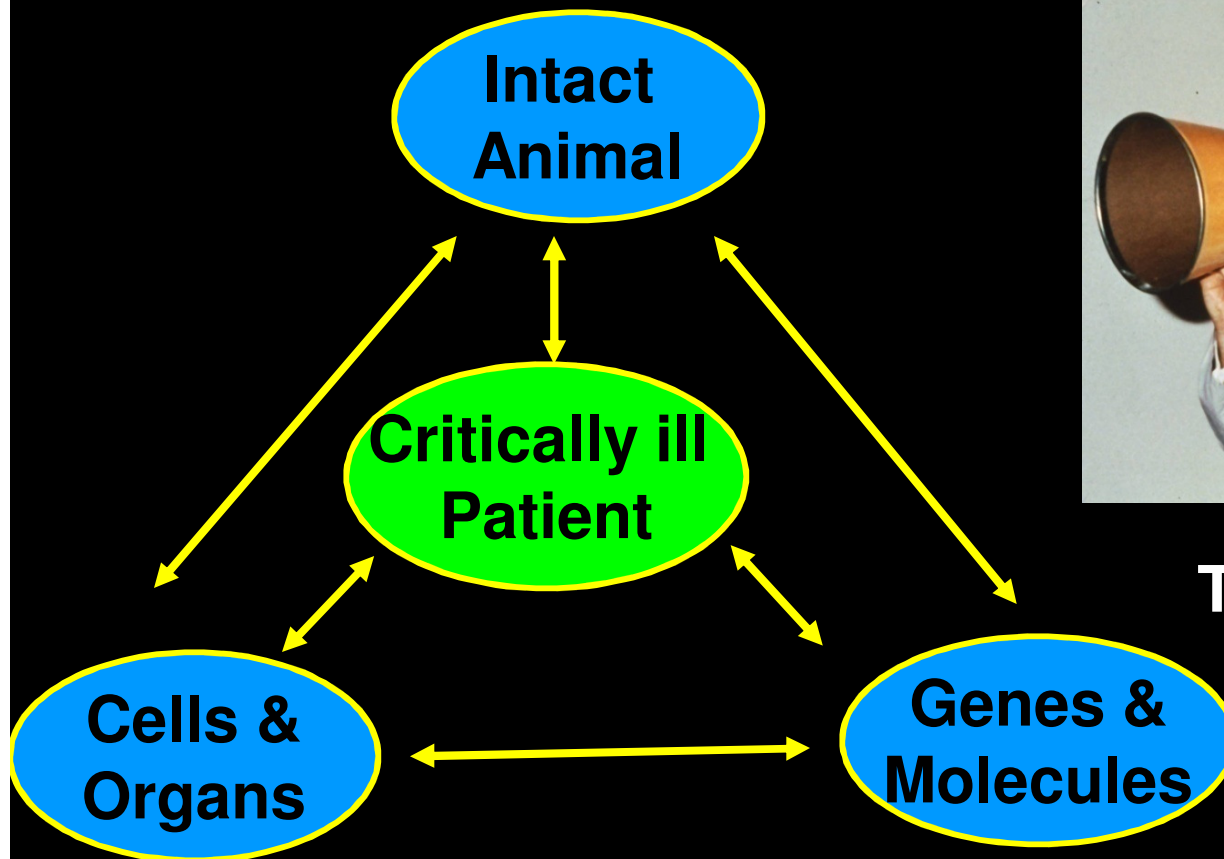 Intact
Animal
Critically ill
Patient
T
Cells &
Organs
Genes &
Molecules